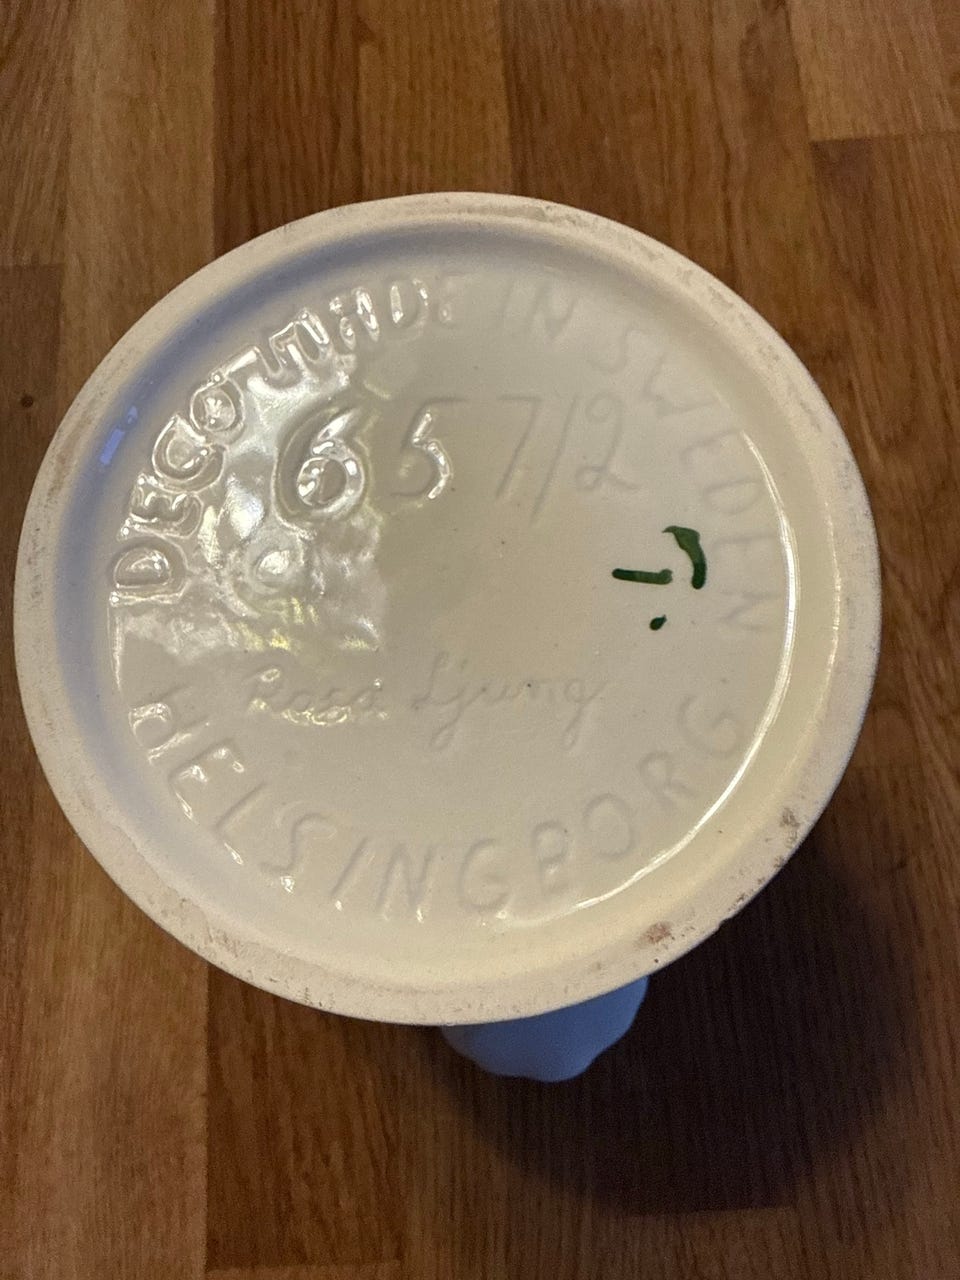 DECO MADE IN SWEDEN
657/2
Rosa Ljung
HELSINGBORG